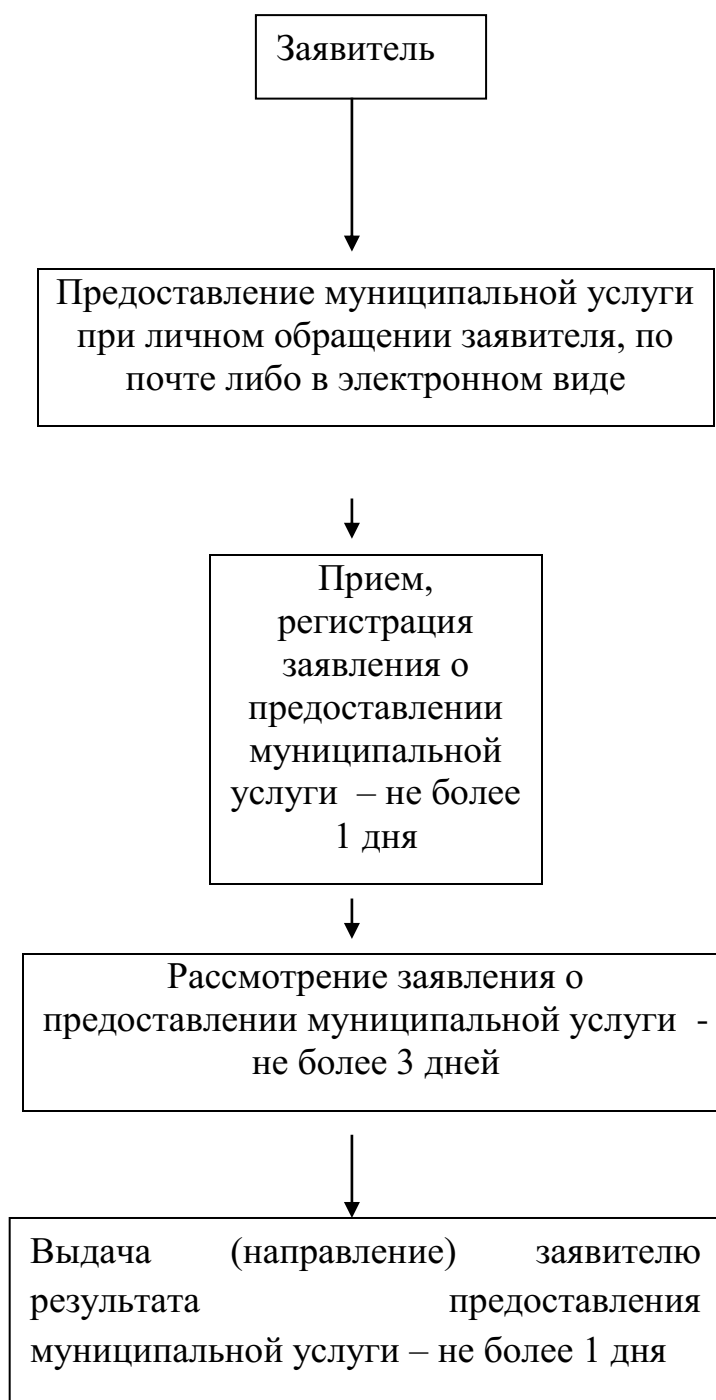 Заявитель
Предоставление муниципальной услуги
при личном обращении заявителя, по
почте либо в электронном виде
Прием,
регистрация
заявления о
предоставлении
муниципальной
услуги – не более
1 дня
Рассмотрение заявления о
предоставлении муниципальной услуги -
не более 3 дней
Выдача (направление) заявителю
результата предоставления
муниципальной услуги – не более 1 дня